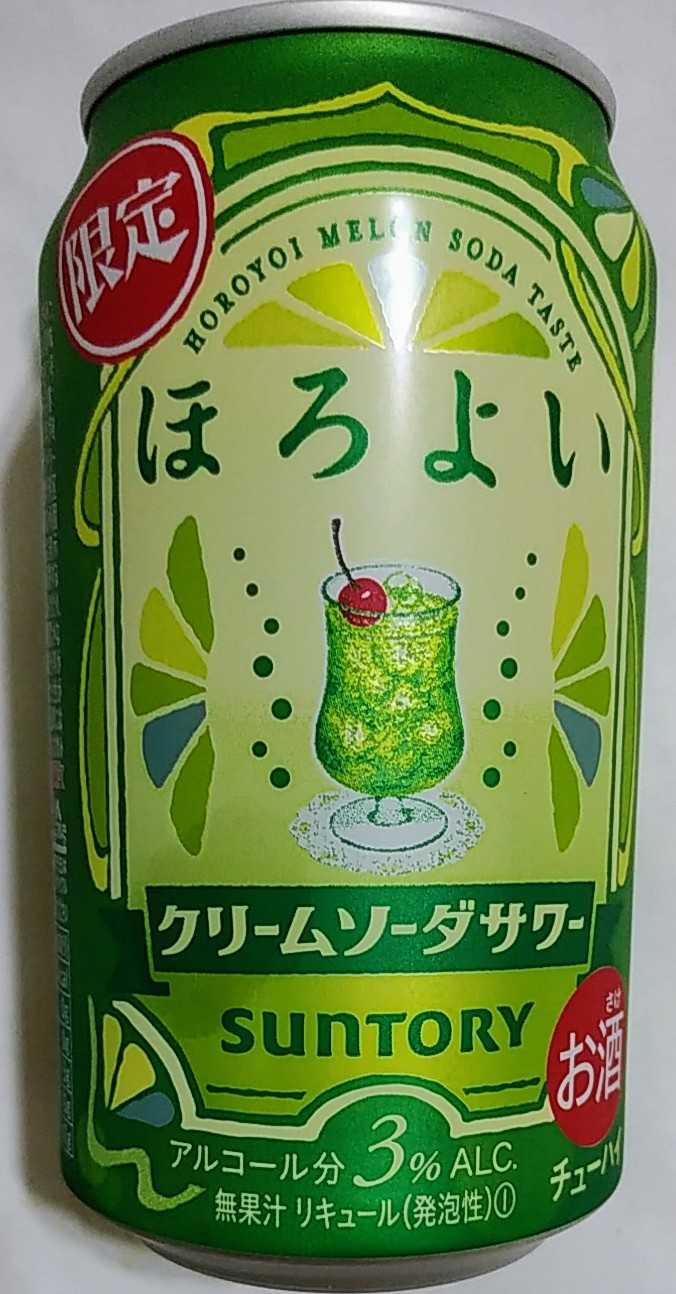 限定
HOROYOI MELON SODA TASTE
ほろよい
クリームソーダサワー
SUNTORY
さけ
お酒
チューハイ
アルコール分3%ALC.
無果汁 リキュール(発泡性)①